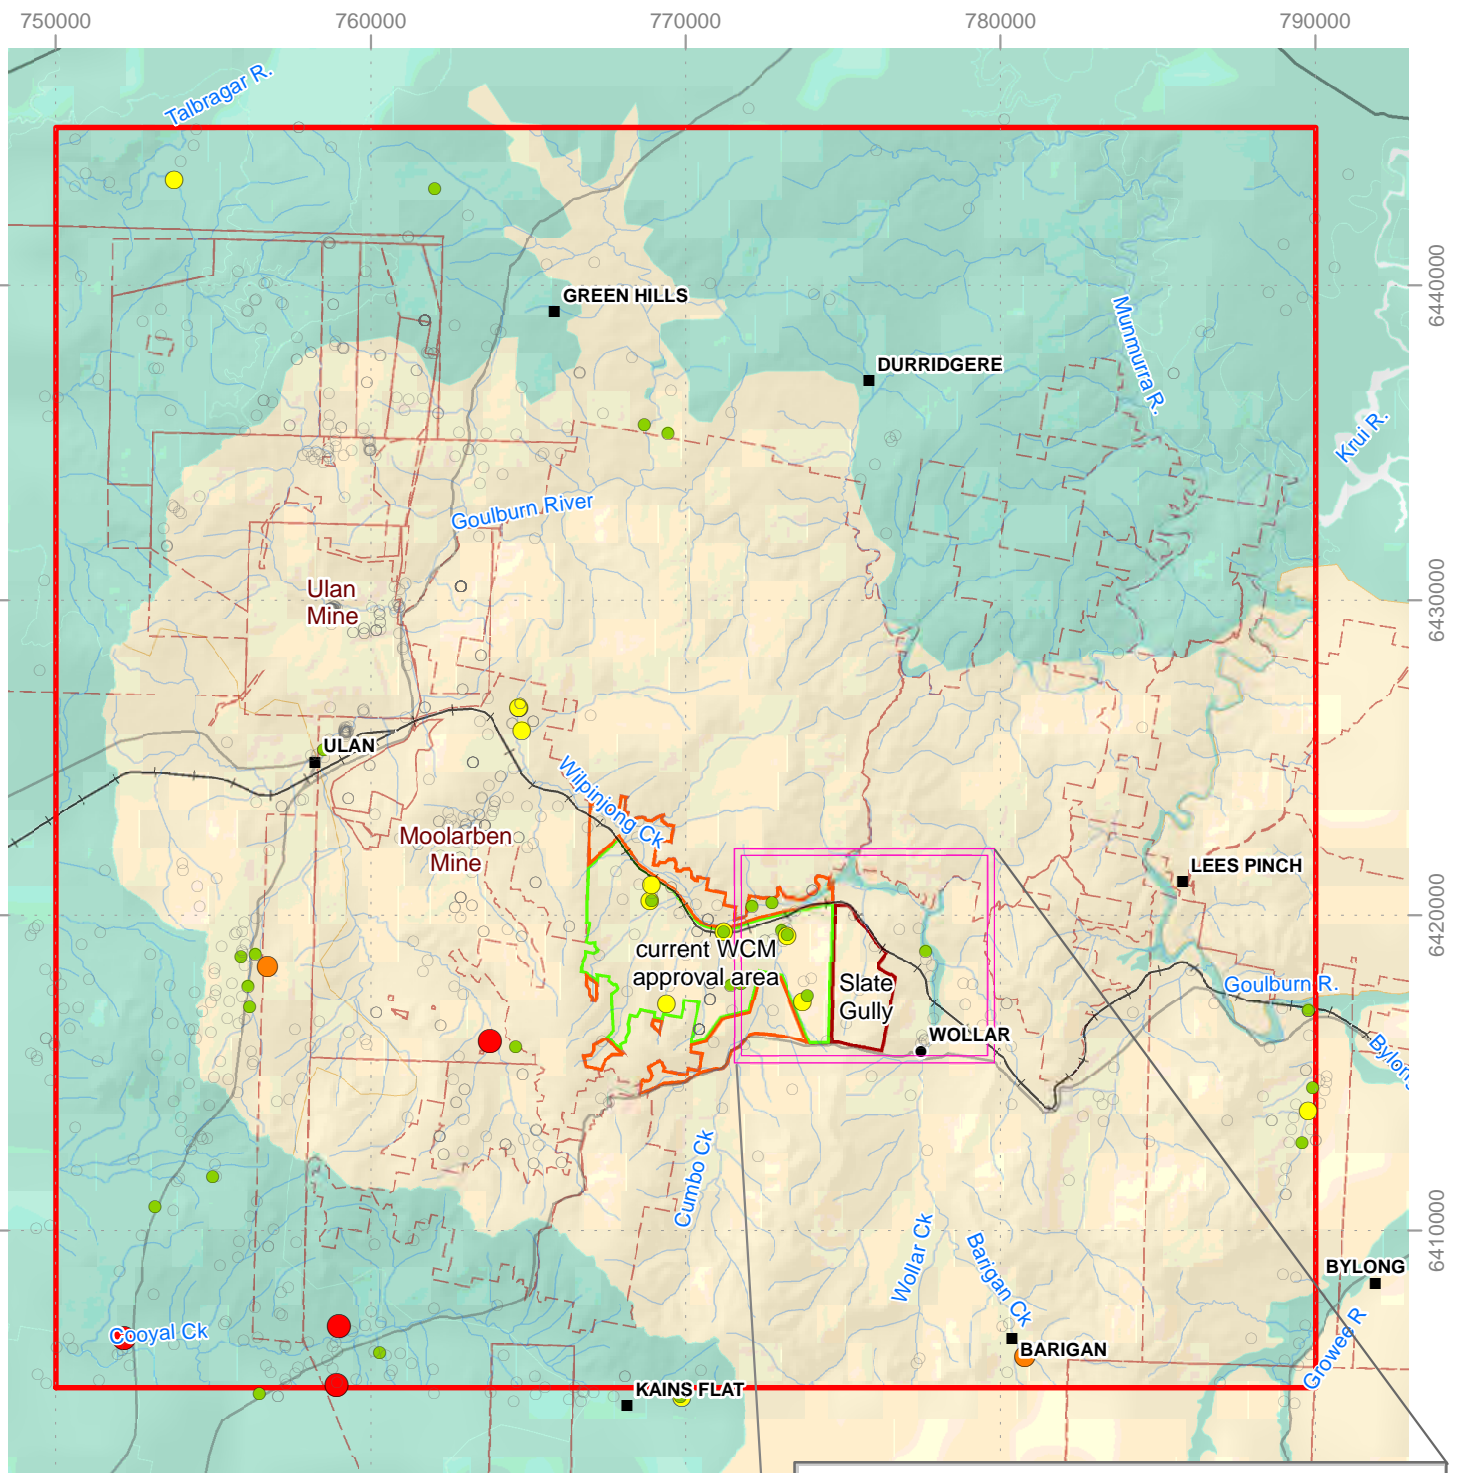 750000
760000
770000
780000
790000
Talbragar R.
6440000
GREEN HILLS
Munmurra R.
DURRIDGERE
Krui R.
Goulburn River
Ulan
Mine
6430000
ULAN
Wilpinjong Ck
Moolarben
Mine
LEES PINCH
6420000
current WCM
approval area
Slate
Gully
Goulburn R.
WOLLAR
Bylong
Cumbo Ck
Wollar Ck
Barigan Ck
6410000
BYLONG
Cooyal Ck
BARIGAN
Growee R
KAINS FLAT